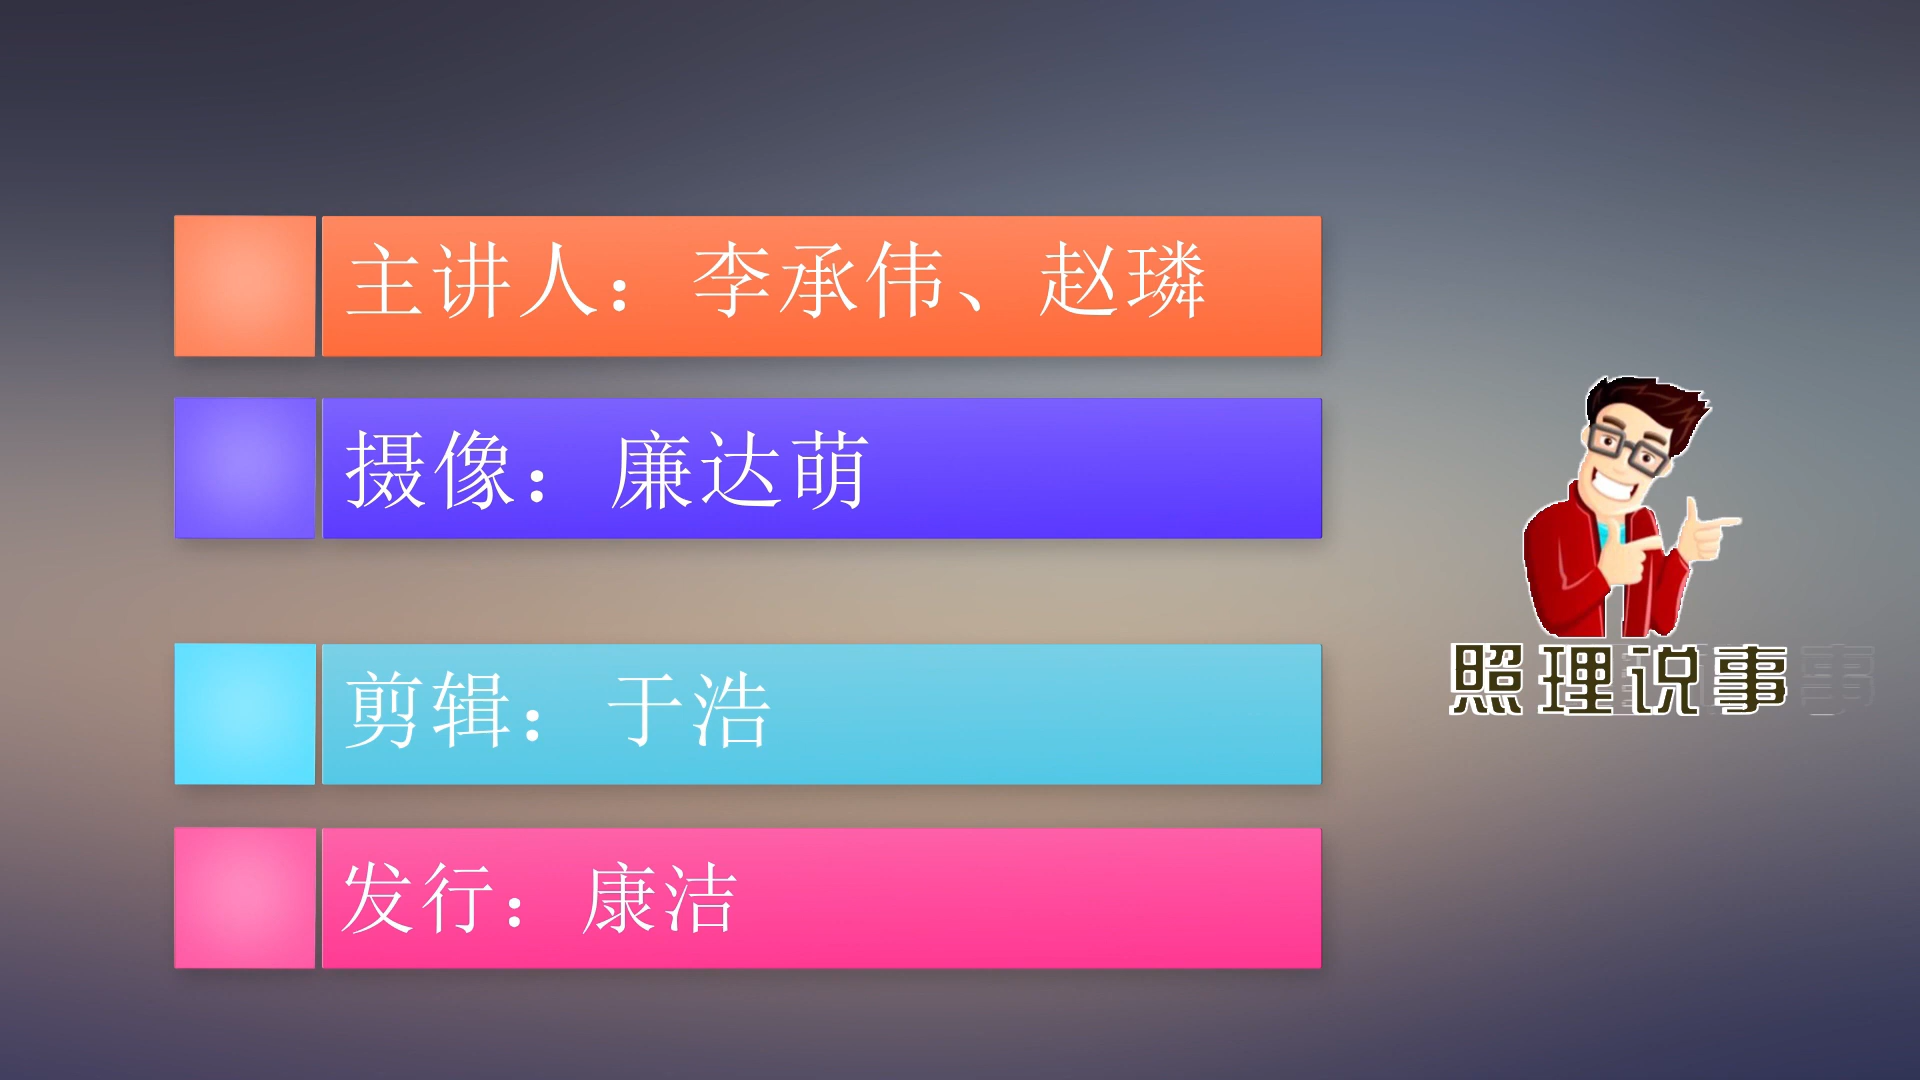 主讲人：李承伟、赵璘
摄像：廉达萌
剪辑：于浩
发行：康洁
照理说事